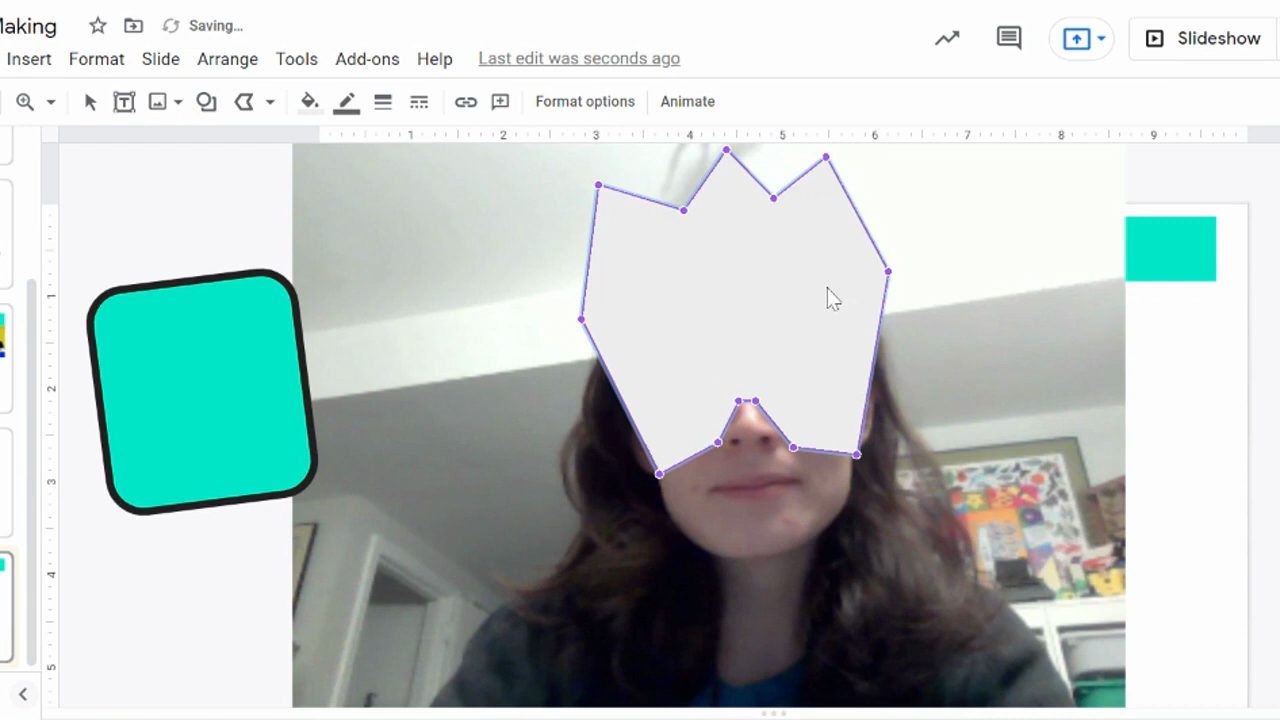 Making Saving…
Slideshow
Insert Format Slide Arrange Tools Add-ons Help Last edit was seconds ago
Format options Animate
1 2 3 4 5 6 7 8 9
1
2
3
4
5